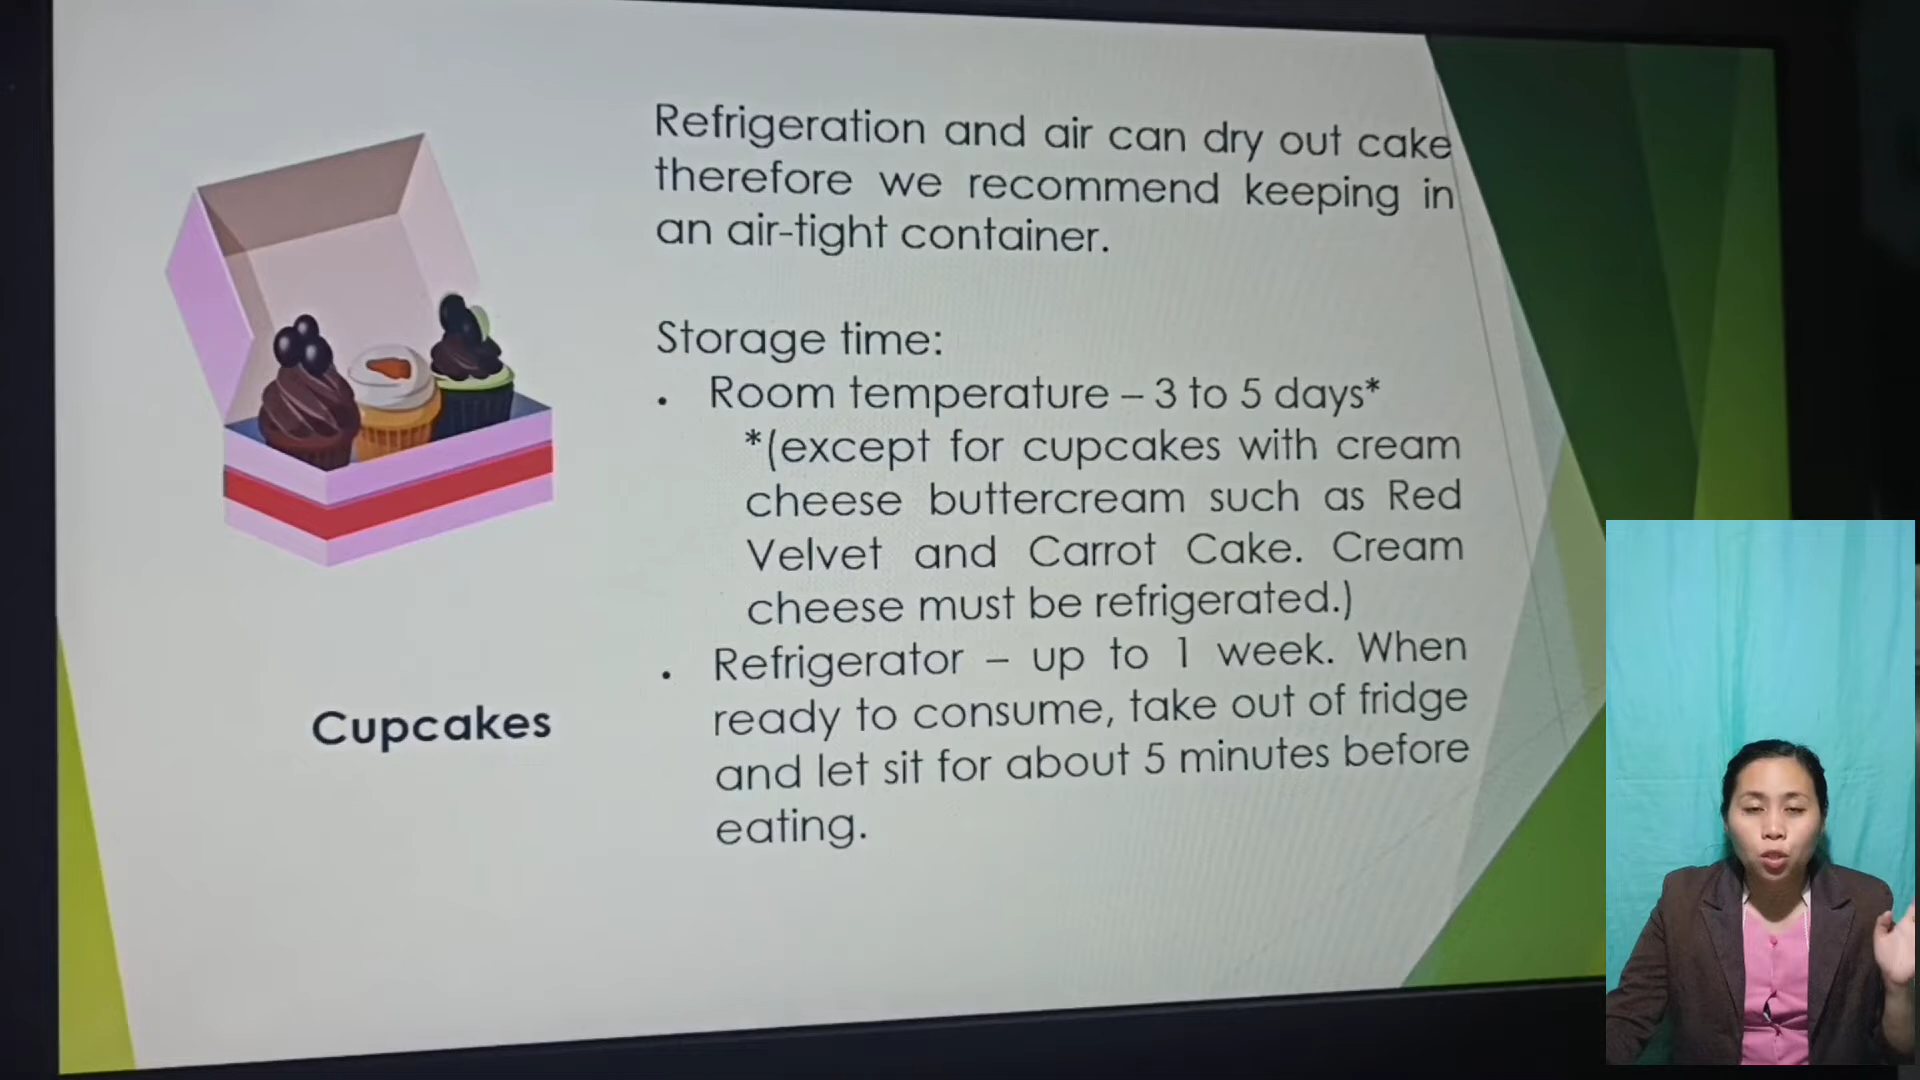 Refrigeration and air can dry out cake
therefore we recommend keeping in
an air-tight container.
Storage time:
• Room temperature – 3 to 5 days*
*(except for cupcakes with cream
cheese buttercream such as Red
Velvet and Carrot Cake. Cream
cheese must be refrigerated.)
• Refrigerator – up to 1 week. When
ready to consume, take out of fridge
and let sit for about 5 minutes before
eating.
Cupcakes